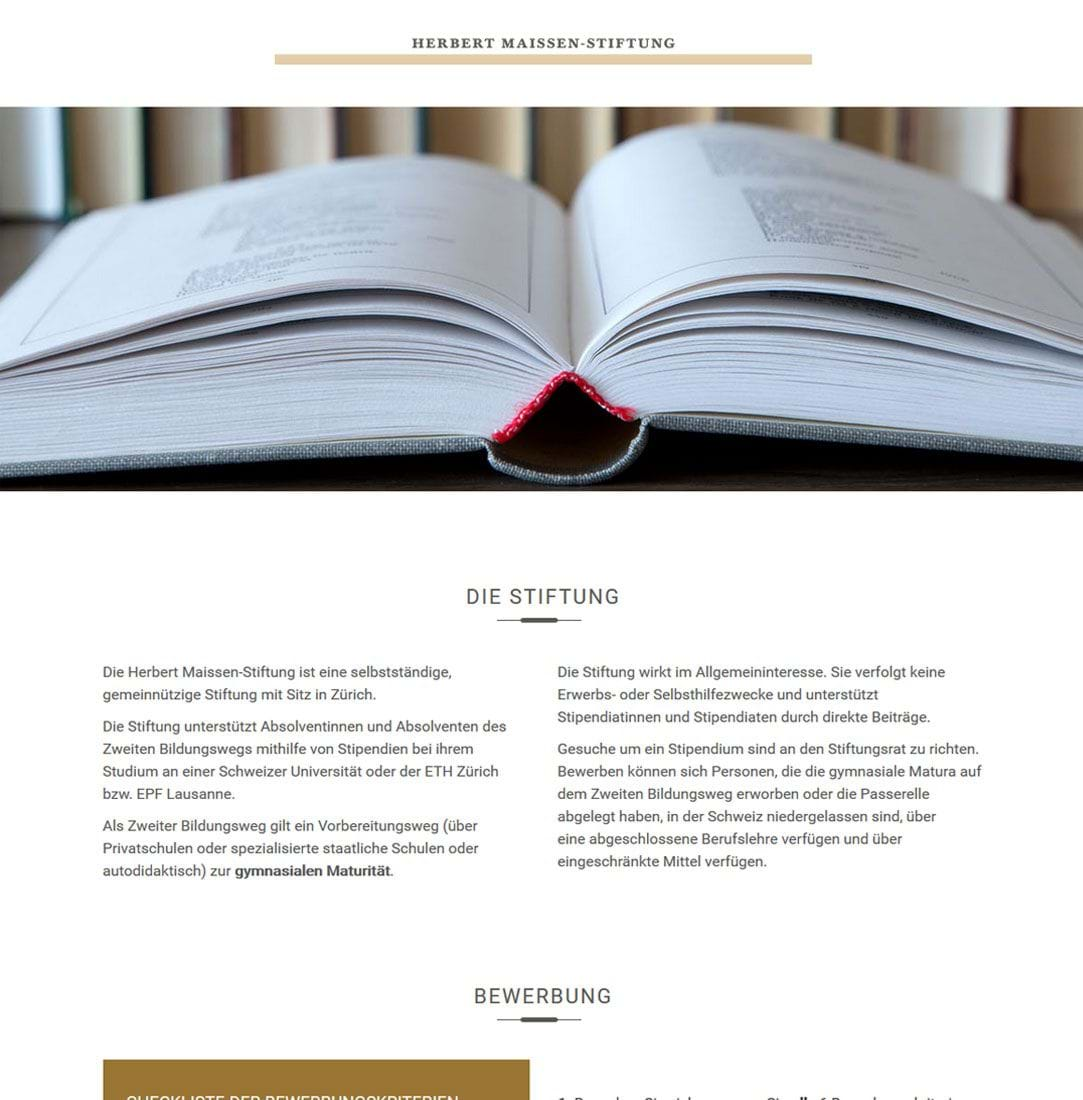 HERBERT MAISSEN-STIFTUNG
DIE STIFTUNG
Die Herbert Maissen-Stiftung ist eine selbstständige,
gemeinnützige Stiftung mit Sitz in Zürich.
Die Stiftung unterstützt Absolventinnen und Absolventen des
Zweiten Bildungswegs mithilfe von Stipendien bei ihrem
Studium an einer Schweizer Universität oder der ETH Zürich
bzw. EPF Lausanne.
Als Zweiter Bildungsweg gilt ein Vorbereitungsweg (über
Privatschulen oder spezialisierte staatliche Schulen oder
autodidaktisch) zur gymnasialen Maturität.
Die Stiftung wirkt im Allgemeininteresse. Sie verfolgt keine
Erwerbs- oder Selbsthilfezwecke und unterstützt
Stipendiatinnen und Stipendiaten durch direkte Beiträge.
Gesuche um ein Stipendium sind an den Stiftungsrat zu richten.
Bewerben können sich Personen, die die gymnasiale Matura auf
dem Zweiten Bildungsweg erworben oder die Passerelle
abgelegt haben, in der Schweiz niedergelassen sind, über
eine abgeschlossene Berufslehre verfügen und über
eingeschränkte Mittel verfügen.
BEWERBUNG
CHECKLISTE DER BEWERBUNGSKRITERIEN